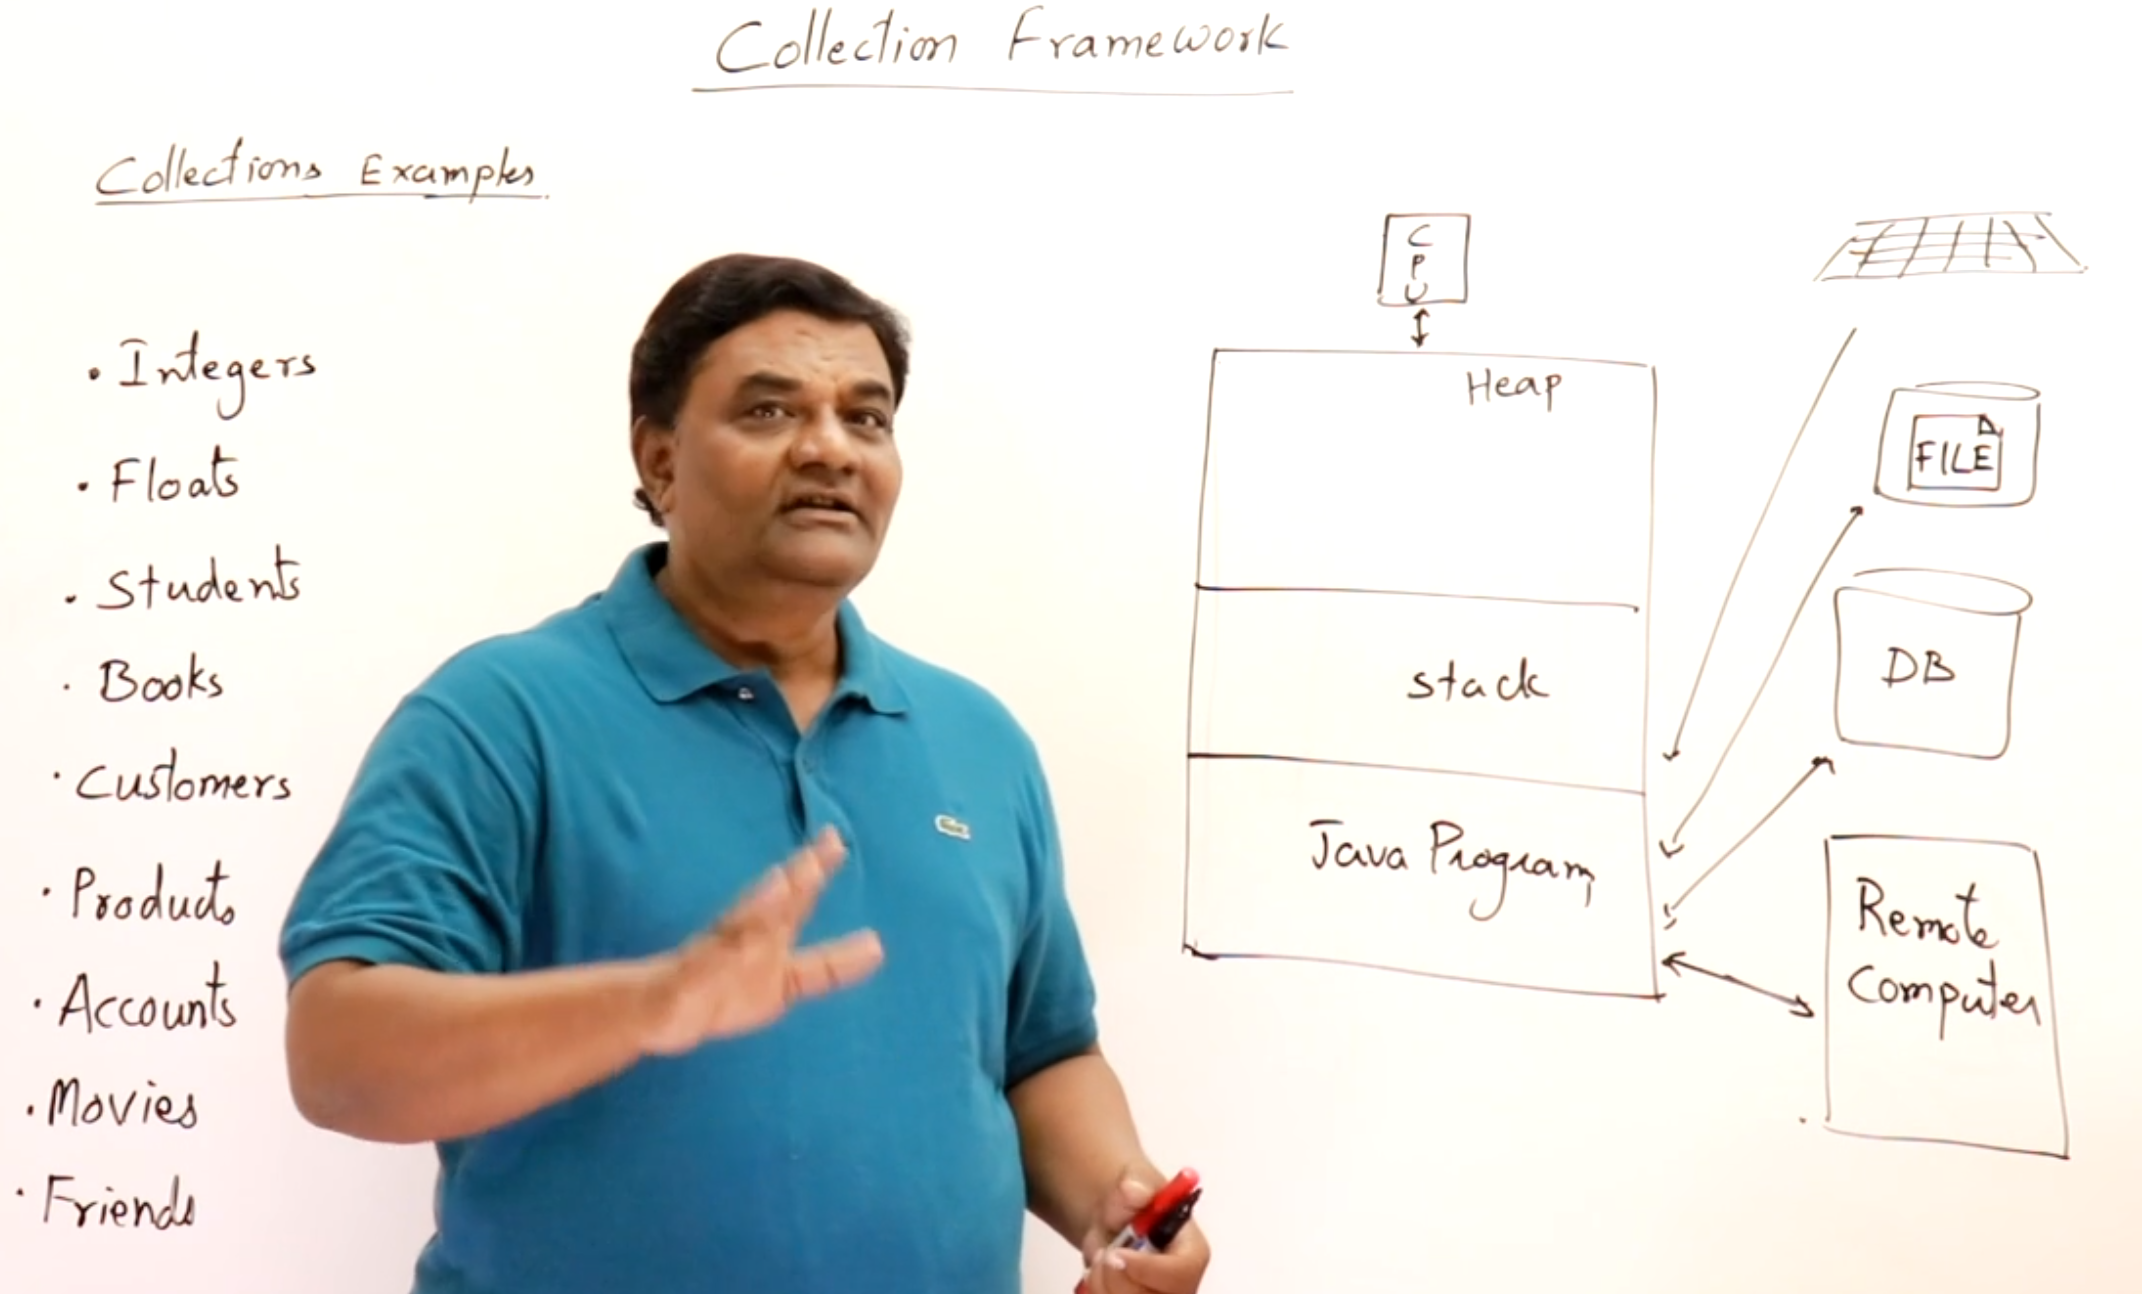 Collection Framework
Collections Examples
• Integers
• Floats
• Students
• Books
• Customers
• Products
• Accounts
• Movies
• Friends
C
P
U
Heap
stack
Java Program
FILE
DB
Remote
Computer